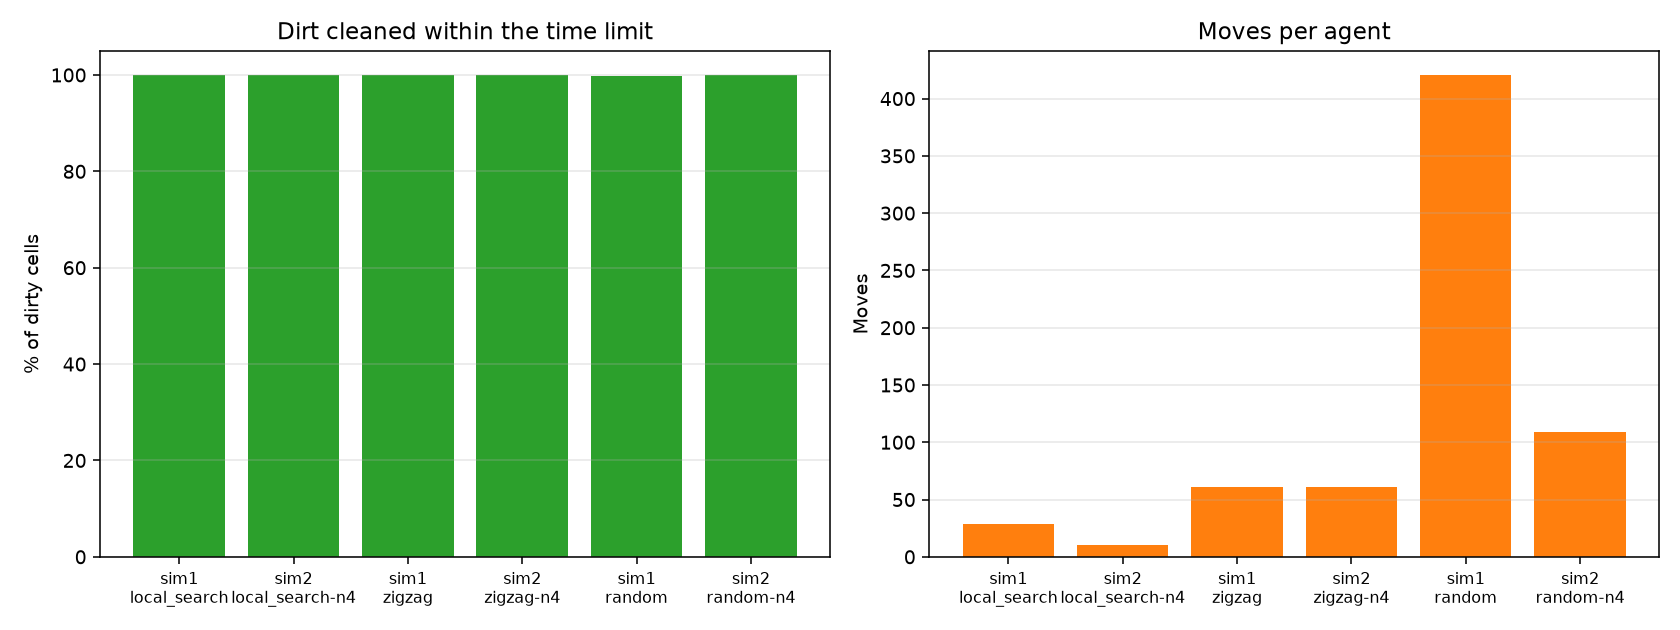 Dirt cleaned within the time limit
% of dirty cells
100
80
60
40
20
0
sim1
local_search
sim2
local_search-n4
sim1
zigzag
sim2
zigzag-n4
sim1
random
sim2
random-n4
Moves per agent
Moves
400
350
300
250
200
150
100
50
0
sim1
local_search
sim2
local_search-n4
sim1
zigzag
sim2
zigzag-n4
sim1
random
sim2
random-n4